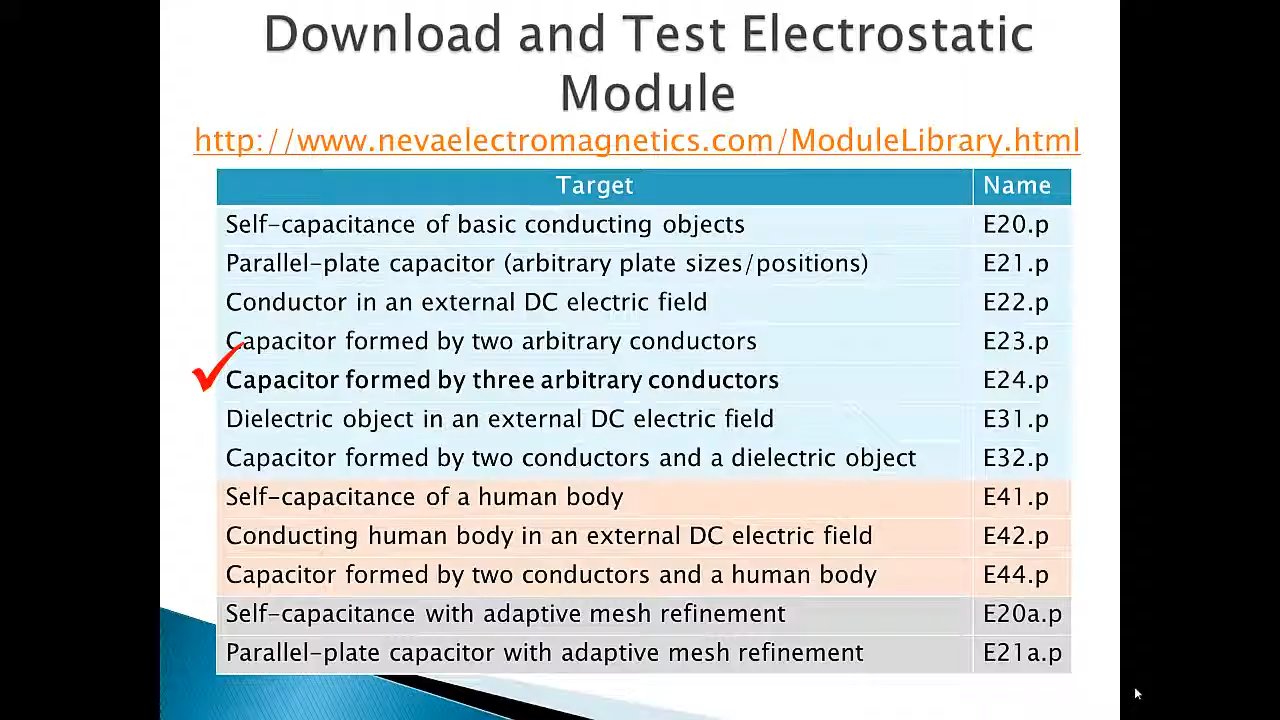 Download and Test Electrostatic
Module
http://www.nevaelectromagnetics.com/ModuleLibrary.html
Target Name
Self-capacitance of basic conducting objects E20.p
Parallel-plate capacitor (arbitrary plate sizes/positions) E21.p
Conductor in an external DC electric field E22.p
Capacitor formed by two arbitrary conductors E23.p
Capacitor formed by three arbitrary conductors E24.p
Dielectric object in an external DC electric field E31.p
Capacitor formed by two conductors and a dielectric object E32.p
Self-capacitance of a human body E41.p
Conducting human body in an external DC electric field E42.p
Capacitor formed by two conductors and a human body E44.p
Self-capacitance with adaptive mesh refinement E20a.p
Parallel-plate capacitor with adaptive mesh refinement E21a.p